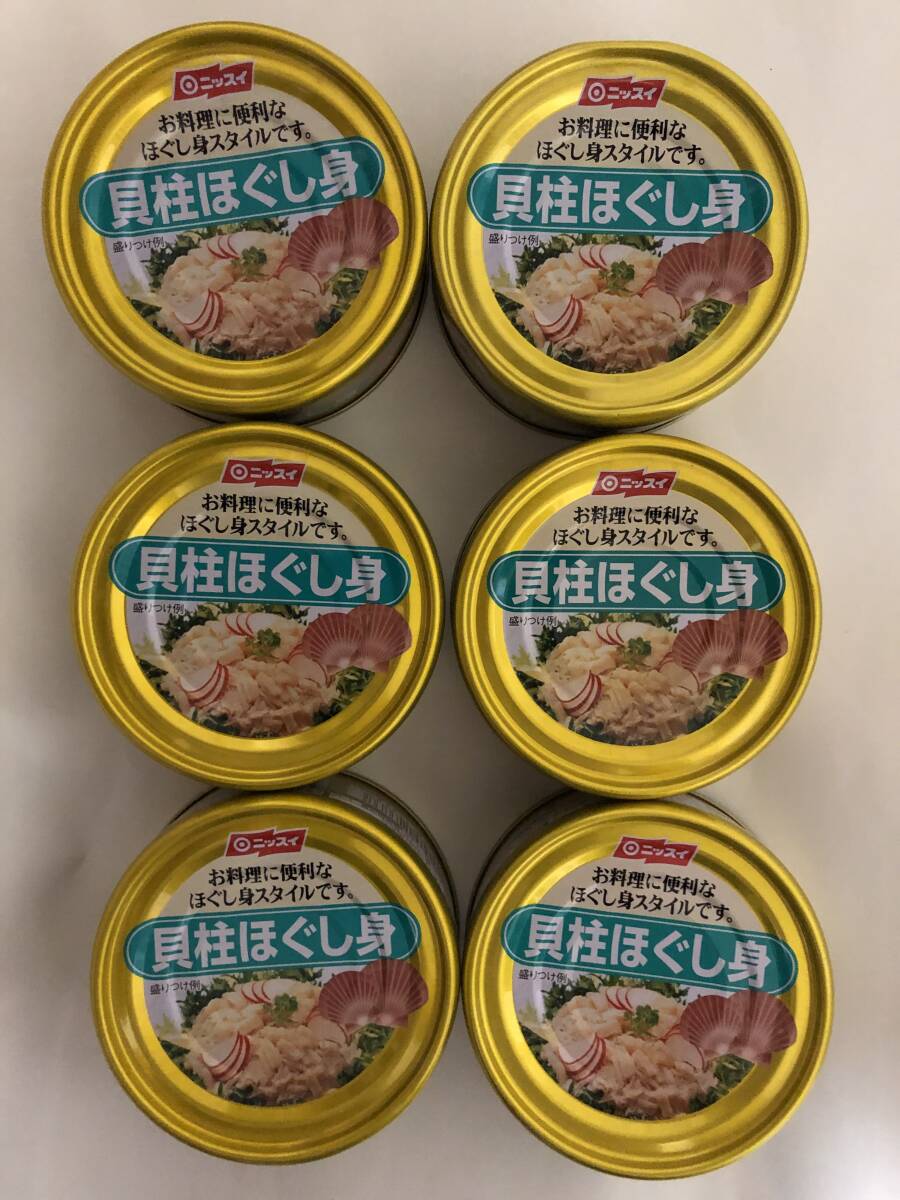 ニッスイ
お料理に便利な
ほぐし身スタイルです。
貝柱ほぐし身
盛りつけ例
ニッスイ
お料理に便利な
ほぐし身スタイルです。
貝柱ほぐし身
盛りつけ例
ニッスイ
お料理に便利な
ほぐし身スタイルです。
貝柱ほぐし身
盛りつけ例
ニッスイ
お料理に便利な
ほぐし身スタイルです。
貝柱ほぐし身
盛りつけ例
ニッスイ
お料理に便利な
ほぐし身スタイルです。
貝柱ほぐし身
盛りつけ例
ニッスイ
お料理に便利な
ほぐし身スタイルです。
貝柱ほぐし身
盛りつけ例